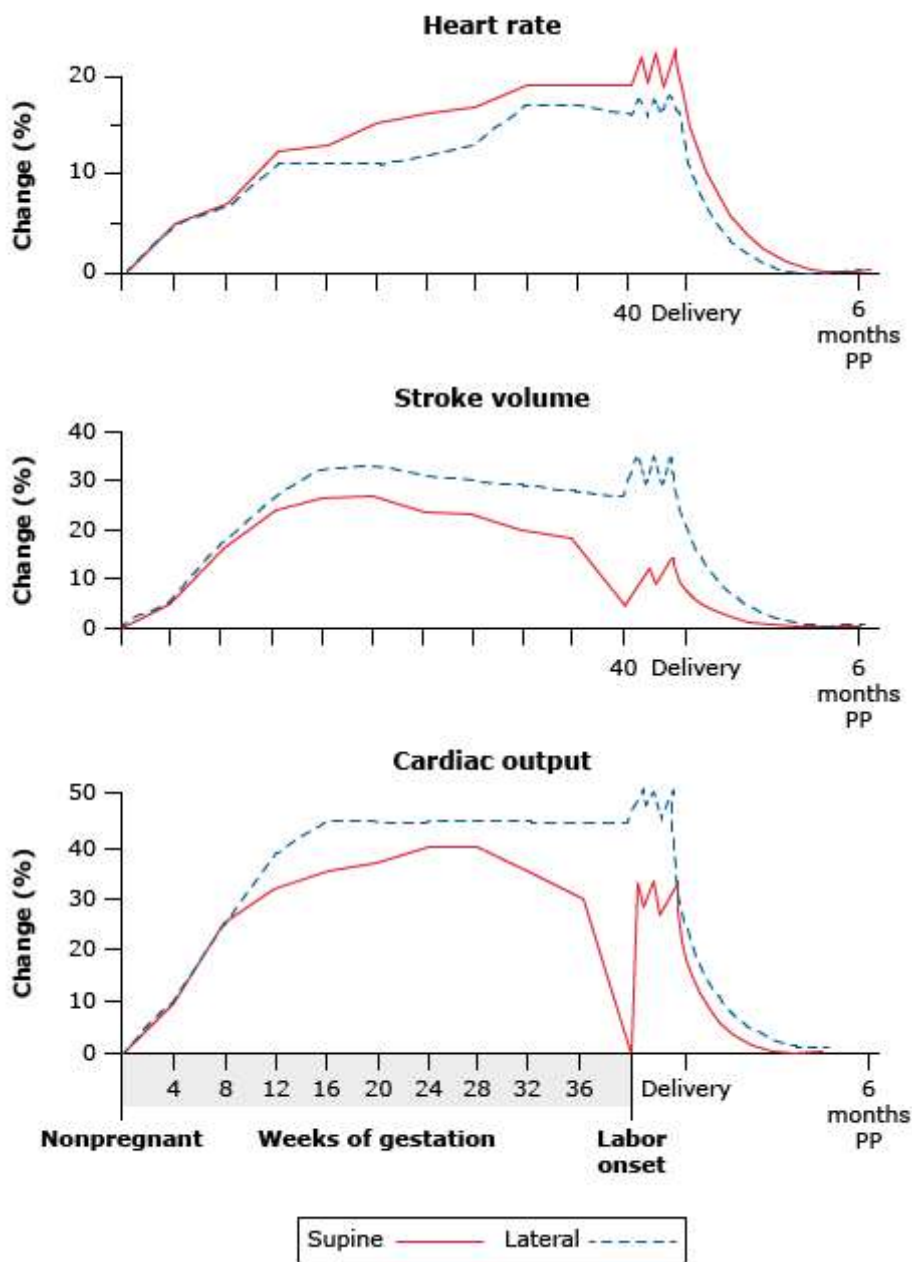 Heart rate
Change (%)
20
10
0
40 Delivery 6
months
PP
Stroke volume
Change (%)
40
30
20
10
0
40 Delivery 6
months
PP
Cardiac output
Change (%)
50
40
30
20
10
0
4 8 12 16 20 24 28 32 36 Delivery 6
months
PP
Nonpregnant Weeks of gestation Labor
onset
Supine Lateral